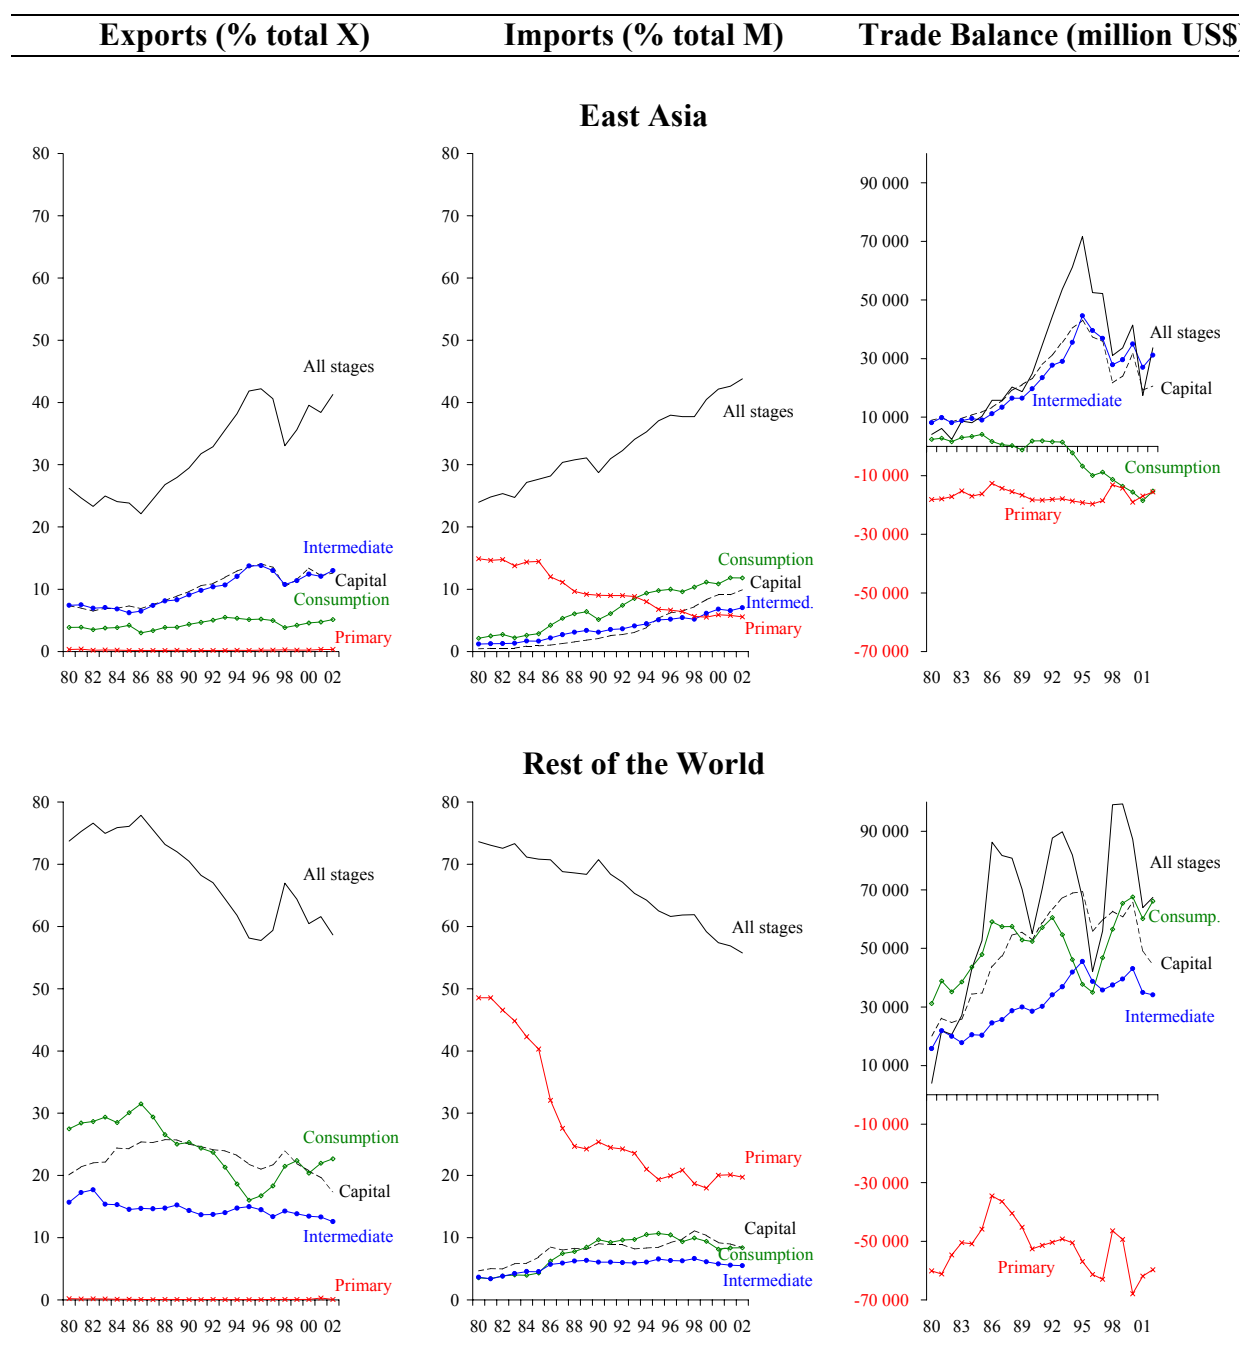 Exports (% total X) Imports (% total M) Trade Balance (million US$)
East Asia
80
70
60
50
40
30
20
10
0
All stages
Intermediate
Capital
Consumption
Primary
80 82 84 86 88 90 92 94 96 98 00 02
80
70
60
50
40
30
20
10
0
All stages
Consumption
Capital
Intermed.
Primary
80 82 84 86 88 90 92 94 96 98 00 02
90 000
70 000
50 000
30 000
10 000
-10 000
-30 000
-50 000
-70 000
All stages
Capital
Intermediate
Consumption
Primary
80 83 86 89 92 95 98 01
Rest of the World
80
70
60
50
40
30
20
10
0
All stages
Consumption
Capital
Intermediate
Primary
80 82 84 86 88 90 92 94 96 98 00 02
80
70
60
50
40
30
20
10
0
All stages
Primary
Capital
Consumption
Intermediate
80 82 84 86 88 90 92 94 96 98 00 02
90 000
70 000
50 000
30 000
10 000
-10 000
-30 000
-50 000
-70 000
All stages
Consump.
Capital
Intermediate
Primary
80 83 86 89 92 95 98 01